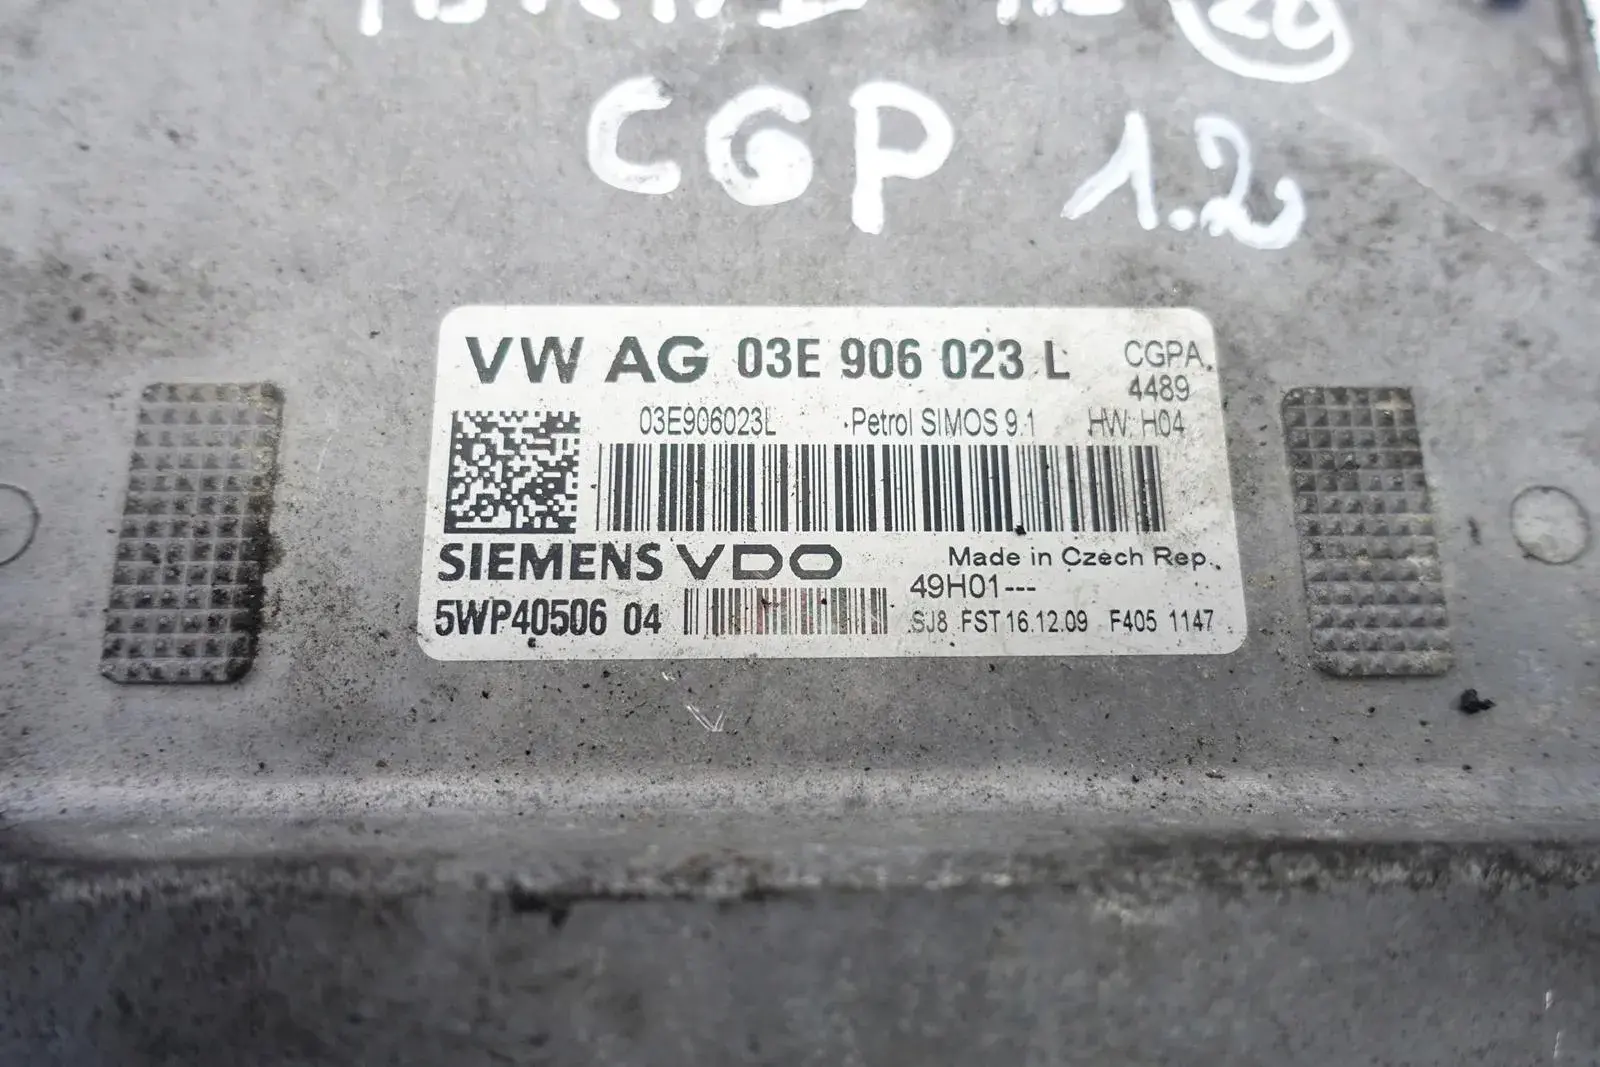 20
CGP 1.2
VW AG 03E 906 023 L CGPA
4489
03E906023L Petrol SIMOS 9.1 HW: H04
SIEMENS VDO Made in Czech Rep.
49H01---
5WP40506 04 SJ8 FST 16.12.09 F405 1147